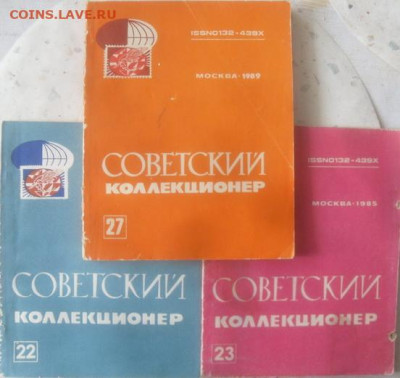 COINS.LAVE.RU
ISSN0132-439X
МОСКВА·1989
СОВЕТСКИЙ
КОЛЛЕКЦИОНЕР
27
СОВЕТСКИЙ
КОЛЛЕКЦИОНЕР
22
ISSN0132-439X
МОСКВА·1985
СОВЕТСКИЙ
КОЛЛЕКЦИОНЕР
23